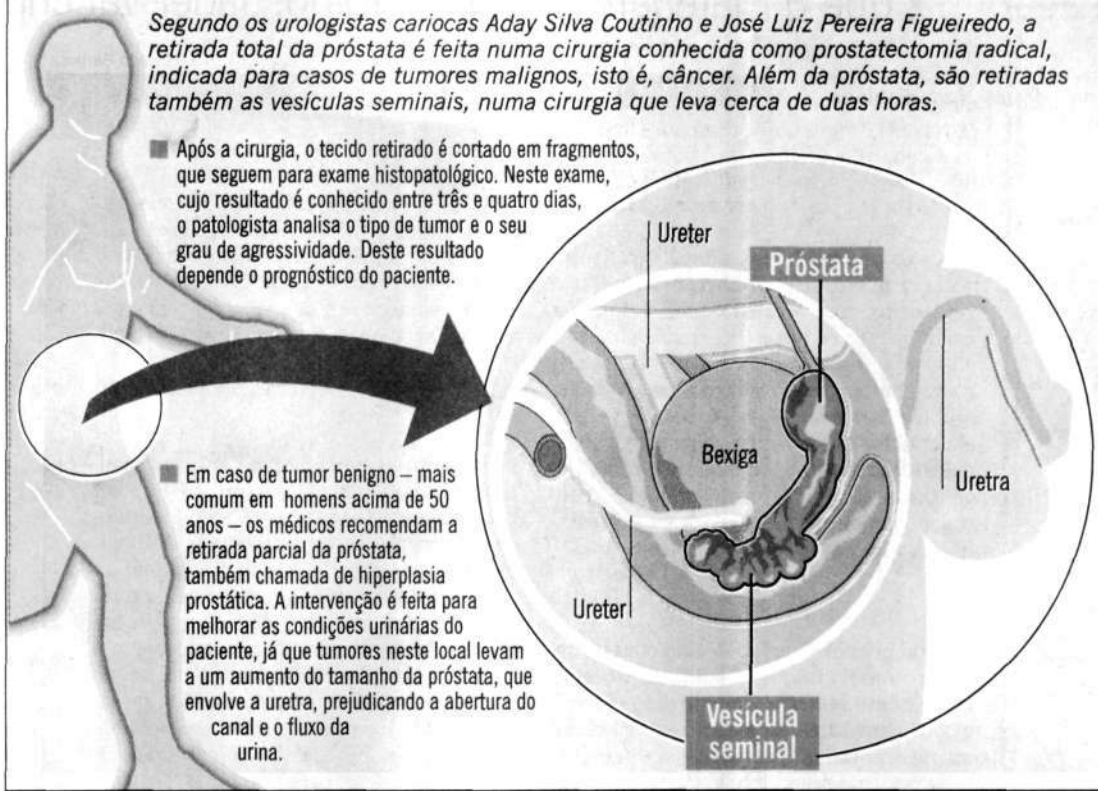 Segundo os urologistas cariocas Aday Silva Coutinho e José Luiz Pereira Figueiredo, a
retirada total da próstata é feita numa cirurgia conhecida como prostatectomia radical,
indicada para casos de tumores malignos, isto é, câncer. Além da próstata, são retiradas
também as vesículas seminais, numa cirurgia que leva cerca de duas horas.
Após a cirurgia, o tecido retirado é cortado em fragmentos,
que seguem para exame histopatológico. Neste exame,
cujo resultado é conhecido entre três e quatro dias,
o patologista analisa o tipo de tumor e o seu
grau de agressividade. Deste resultado
depende o prognóstico do paciente.
Em caso de tumor benigno – mais
comum em homens acima de 50
anos – os médicos recomendam a
retirada parcial da próstata,
também chamada de hiperplasia
prostática. A intervenção é feita para
melhorar as condições urinárias do
paciente, já que tumores neste local levam
a um aumento do tamanho da próstata, que
envolve a uretra, prejudicando a abertura do
canal e o fluxo da
urina.
Ureter
Próstata
Bexiga
Uretra
Ureter
Vesícula
seminal